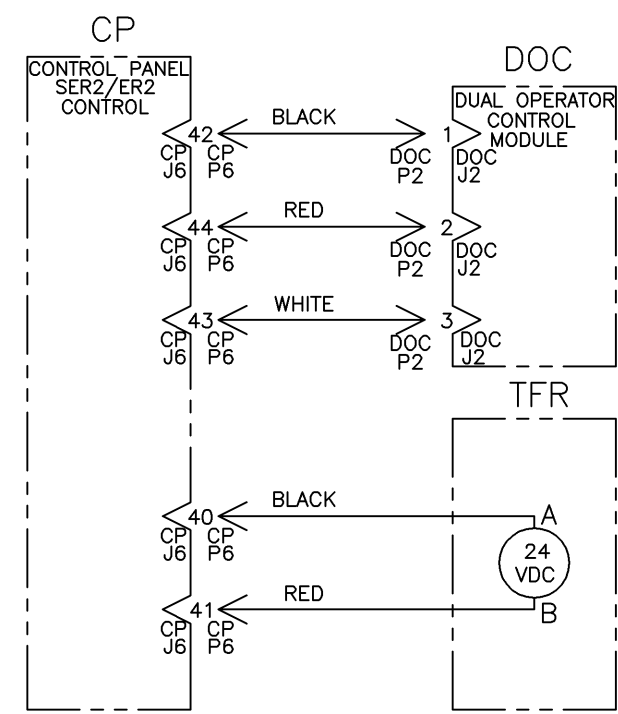 CP
CONTROL PANEL
SER2/ER2
CONTROL
DOC
DUAL OPERATOR
CONTROL
MODULE
42 BLACK 1
CP J6
CP P6
DOC P2
DOC J2
44 RED 2
CP J6
CP P6
DOC P2
DOC J2
43 WHITE 3
CP J6
CP P6
DOC P2
DOC J2
TFR
40 BLACK A
CP J6
CP P6
24
VDC
41 RED B
CP J6
CP P6